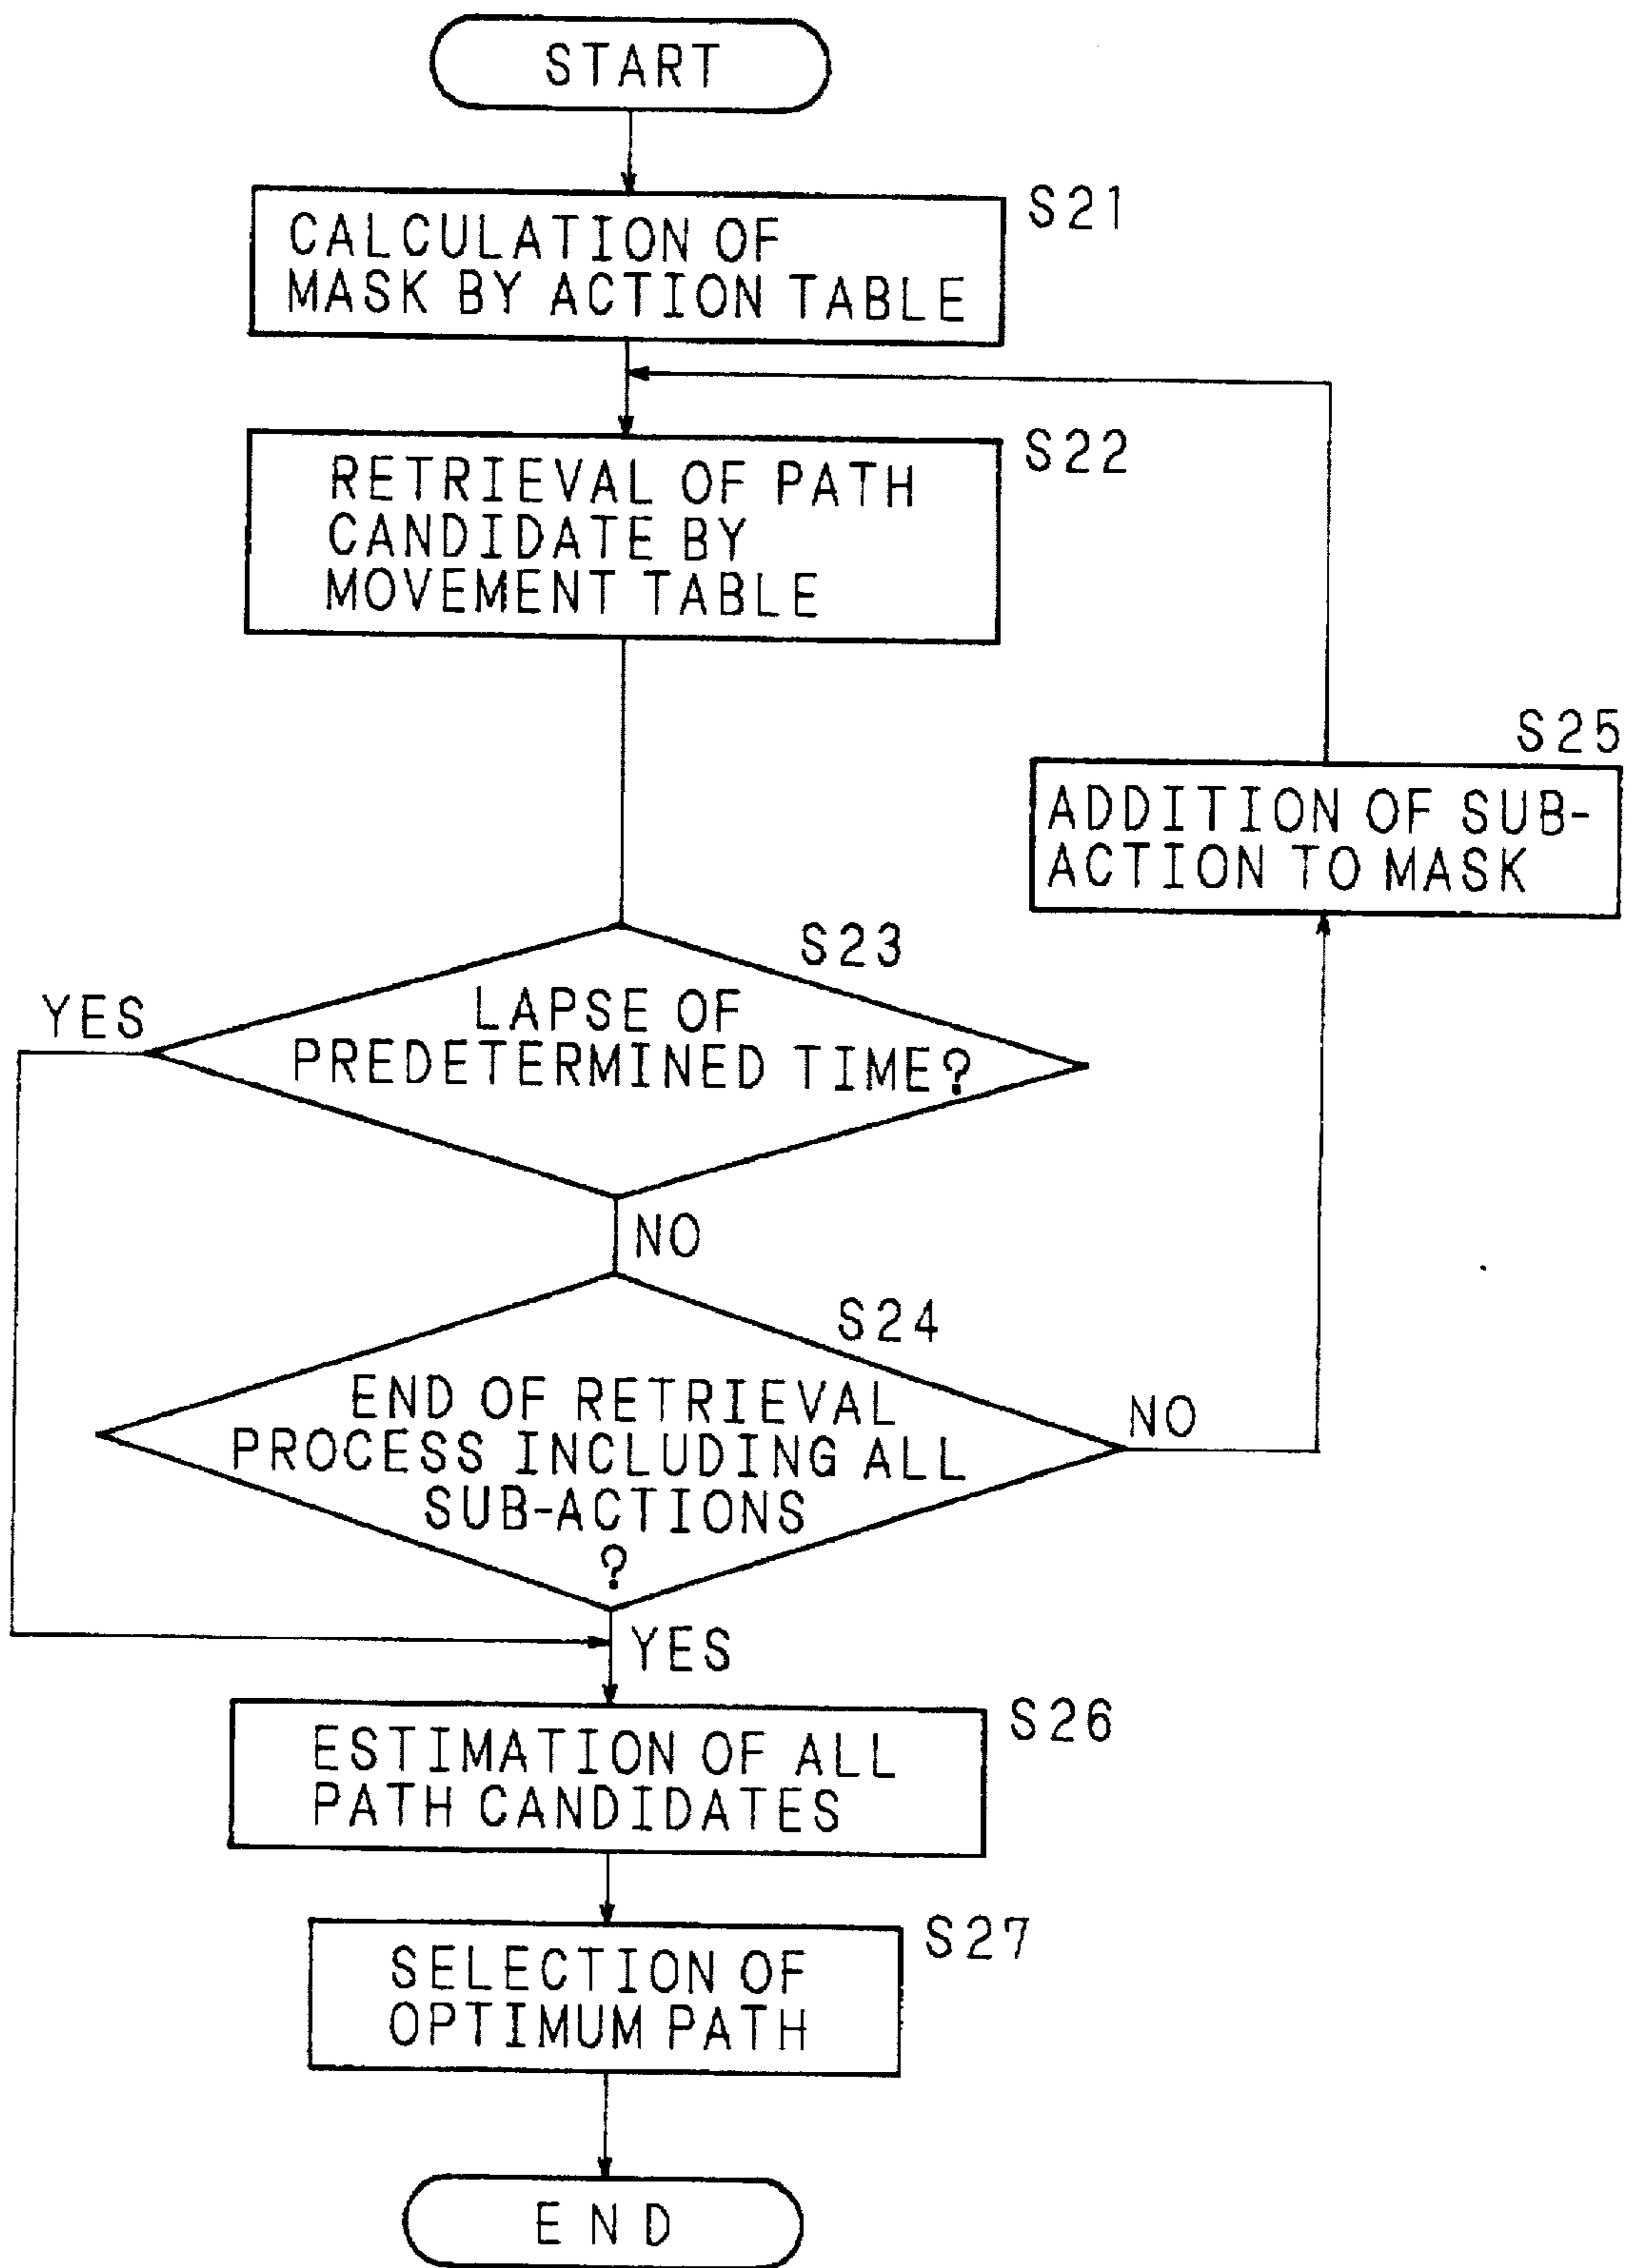 START
S21
CALCULATION OF
MASK BY ACTION TABLE
S22
RETRIEVAL OF PATH
CANDIDATE BY
MOVEMENT TABLE
S25
ADDITION OF SUB-
ACTION TO MASK
S23
YES
LAPSE OF
PREDETERMINED TIME?
NO
S24
END OF RETRIEVAL
PROCESS INCLUDING ALL
SUB-ACTIONS
?
NO
YES
S26
ESTIMATION OF ALL
PATH CANDIDATES
S27
SELECTION OF
OPTIMUM PATH
END